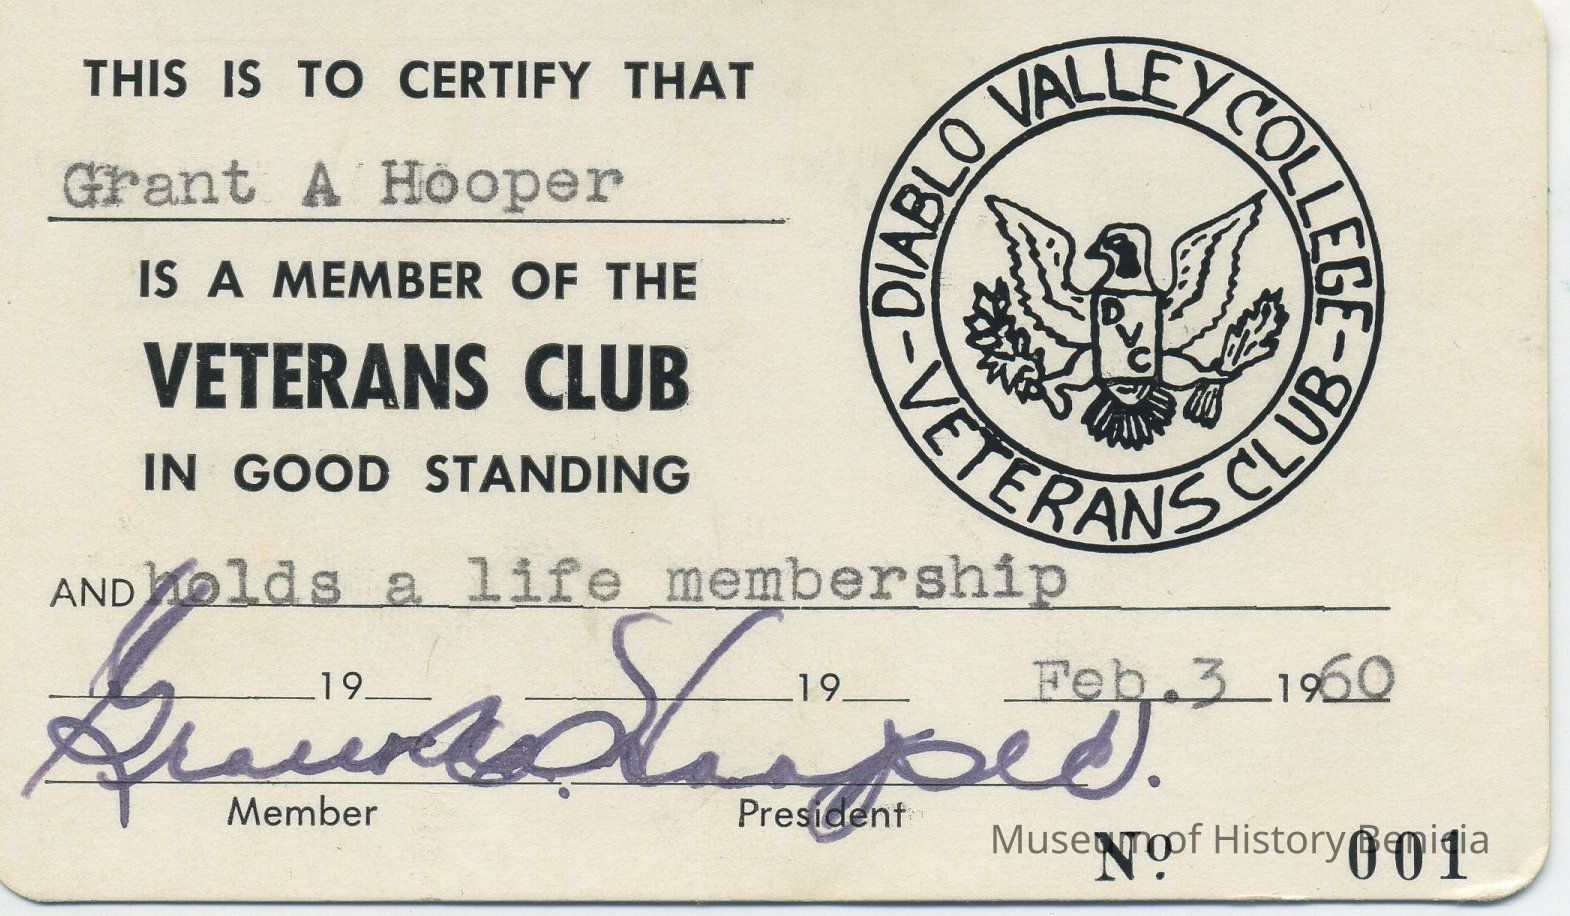 THIS IS TO CERTIFY THAT
Grant A Hooper
IS A MEMBER OF THE
VETERANS CLUB
IN GOOD STANDING
AND holds a life membership
19 19 Feb.3 1960
Grant A. Hooper.
Member President
Nº 001
DIABLO VALLEY COLLEGE
- VETERANS CLUB -
DVC
Museum of History Benicia